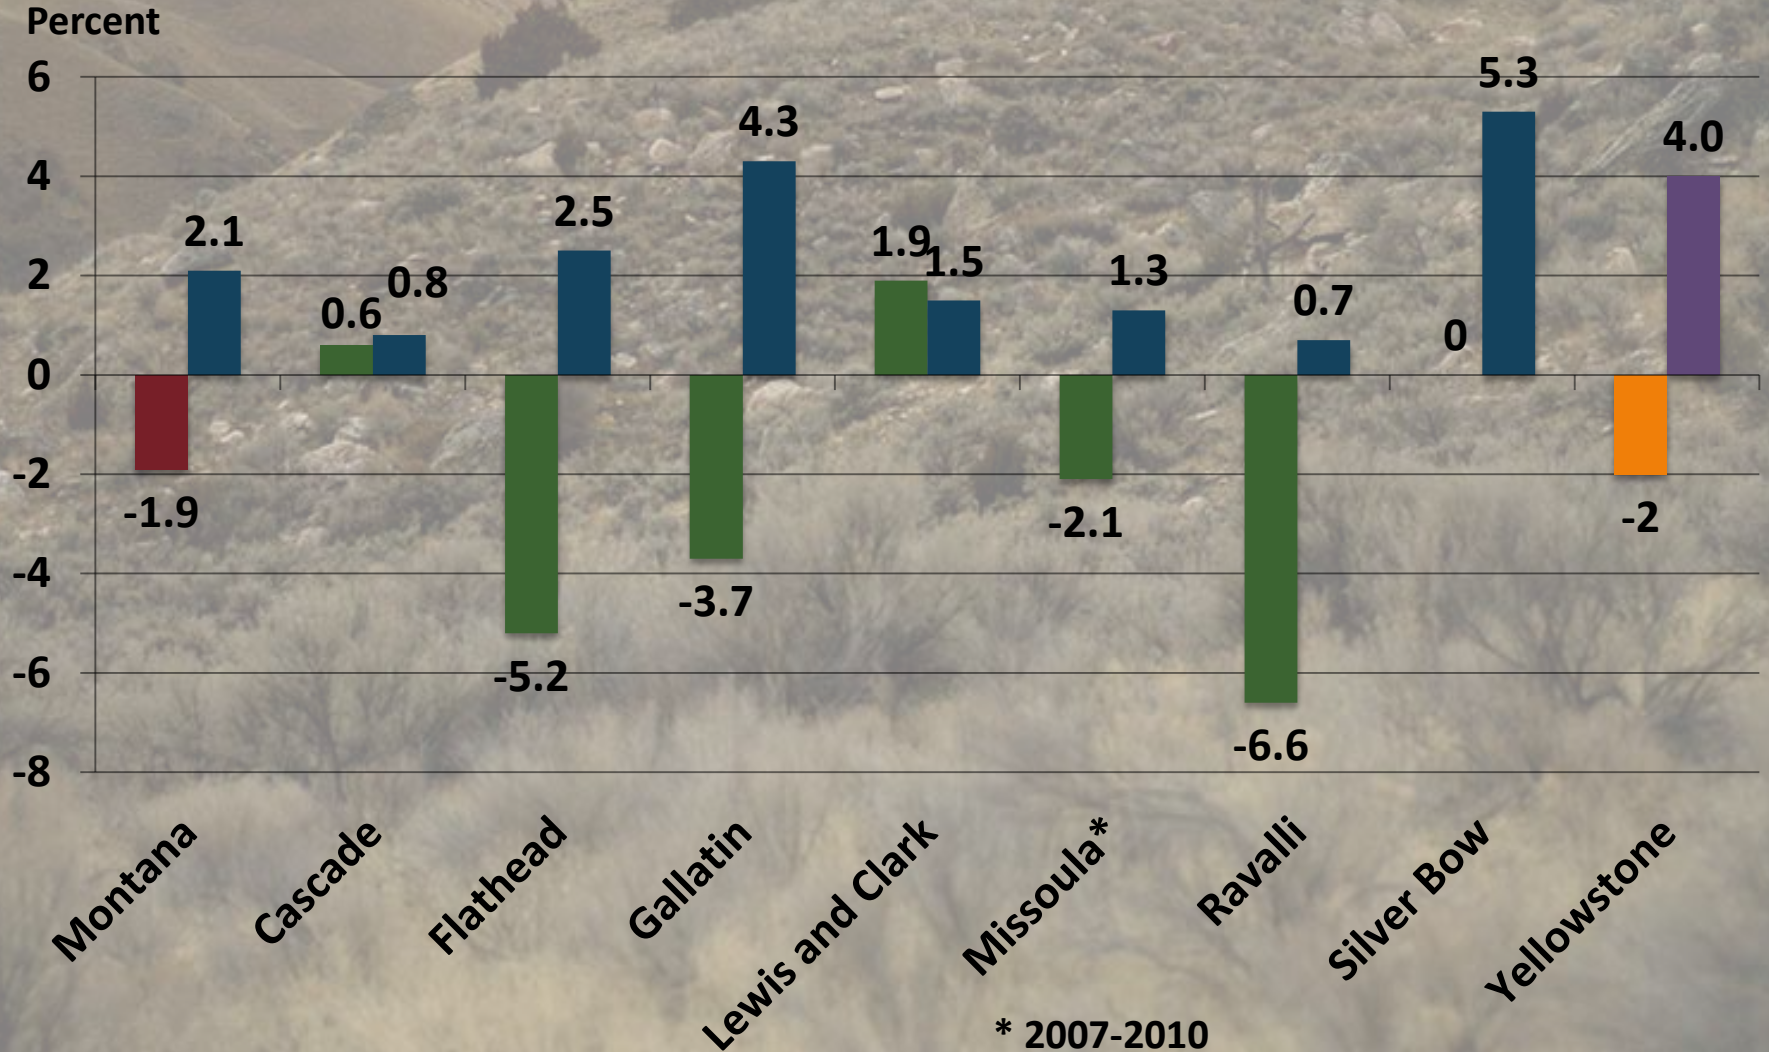 Percent
6
4
2
0
-2
-4
-6
-8
-1.9
2.1
0.6
0.8
-5.2
2.5
-3.7
4.3
1.9
1.5
-2.1
1.3
-6.6
0.7
0
5.3
-2
4.0
Montana
Cascade
Flathead
Gallatin
Lewis and Clark
Missoula*
Ravalli
Silver Bow
Yellowstone
* 2007-2010